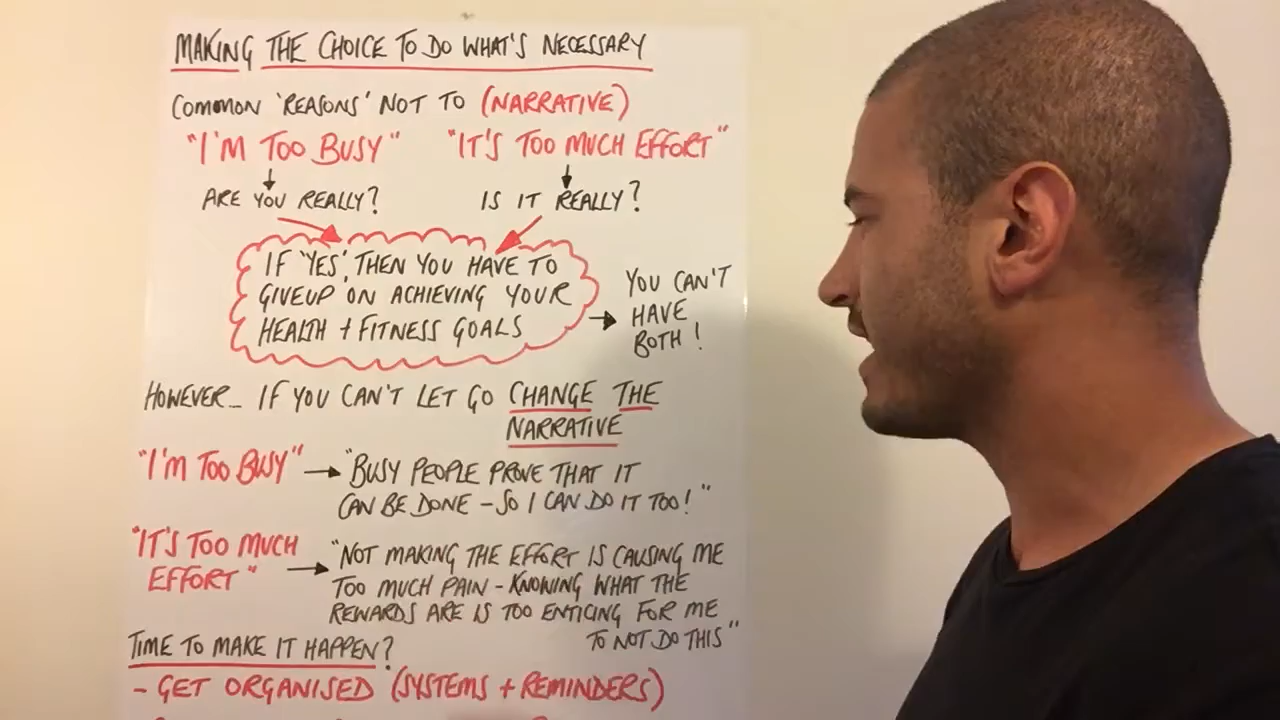 MAKING THE CHOICE TO DO WHAT'S NECESSARY
COMMON 'REASONS' NOT TO (NARRATIVE)
"I'M TOO BUSY" "IT'S TOO MUCH EFFORT"
ARE YOU REALLY? IS IT REALLY?
IF 'YES', THEN YOU HAVE TO
GIVEUP ON ACHIEVING YOUR
HEALTH + FITNESS GOALS
YOU CAN'T
HAVE
BOTH!
HOWEVER... IF YOU CAN'T LET GO CHANGE THE
NARRATIVE
"I'M TOO BUSY" → "BUSY PEOPLE PROVE THAT IT
CAN BE DONE - SO I CAN DO IT TOO!"
"IT'S TOO MUCH
EFFORT" →
"NOT MAKING THE EFFORT IS CAUSING ME
TOO MUCH PAIN - KNOWING WHAT THE
REWARDS ARE IS TOO ENTICING FOR ME
TO NOT DO THIS"
TIME TO MAKE IT HAPPEN?
- GET ORGANISED (SYSTEMS + REMINDERS)